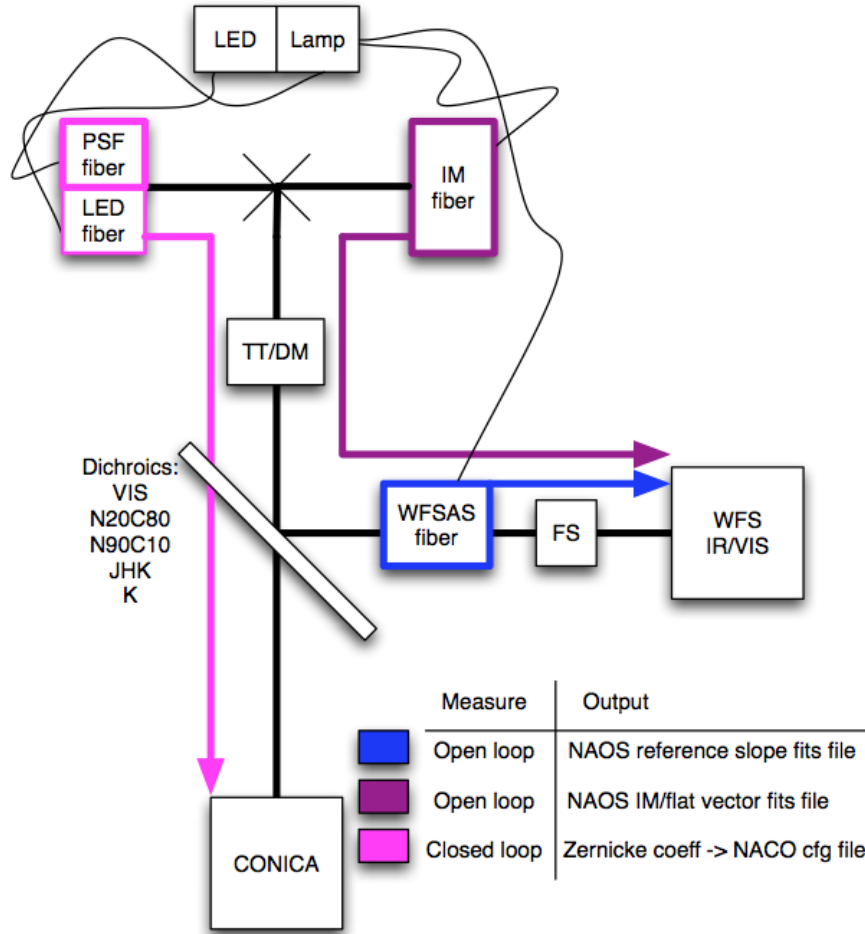 LED Lamp
PSF
fiber
LED
fiber
IM
fiber
TT/DM
Dichroics:
VIS
N20C80
N90C10
JHK
K
WFSAS
fiber
FS
WFS
IR/VIS
CONICA
Measure Output
Open loop NAOS reference slope fits file
Open loop NAOS IM/flat vector fits file
Closed loop Zernicke coeff -> NACO cfg file